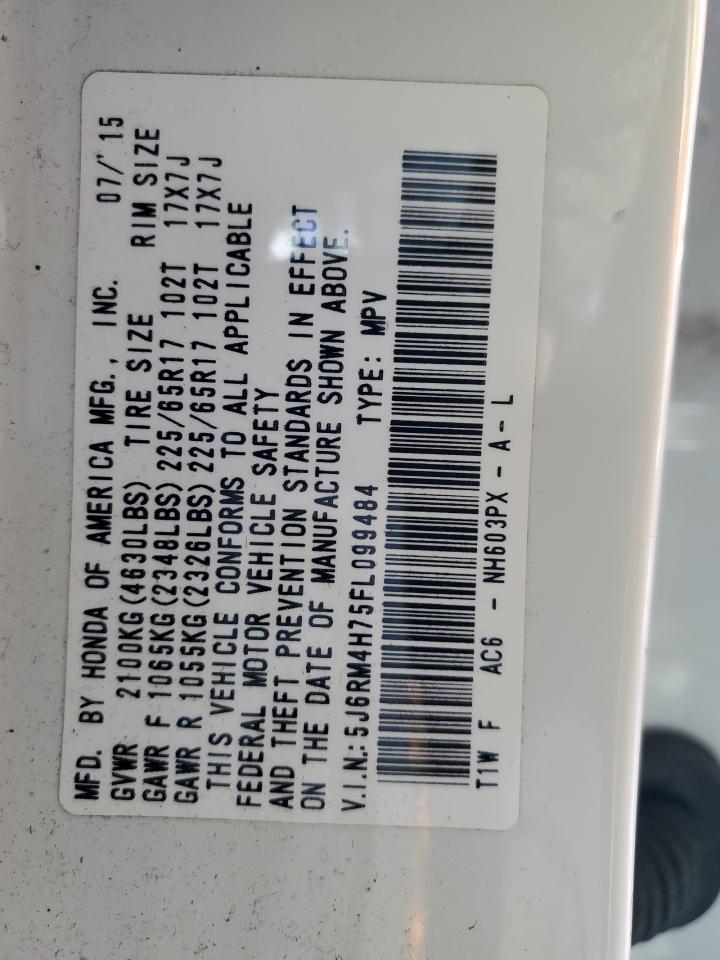 MFD. BY HONDA OF AMERICA MFG., INC. 07/'15
GVWR 2100KG(4630LBS) TIRE SIZE RIM SIZE
GAWR F 1065KG(2348LBS)225/65R17 102T 17X7J
GAWR R 1055KG(2326LBS)225/65R17 102T 17X7J
THIS VEHICLE CONFORMS TO ALL APPLICABLE
FEDERAL MOTOR VEHICLE SAFETY
AND THEFT PREVENTION STANDARDS IN EFFECT
ON THE DATE OF MANUFACTURE SHOWN ABOVE.
V.I.N.:5J6RM4H75FL099484 TYPE: MPV
T1W F AC6 - NH603PX - A - L